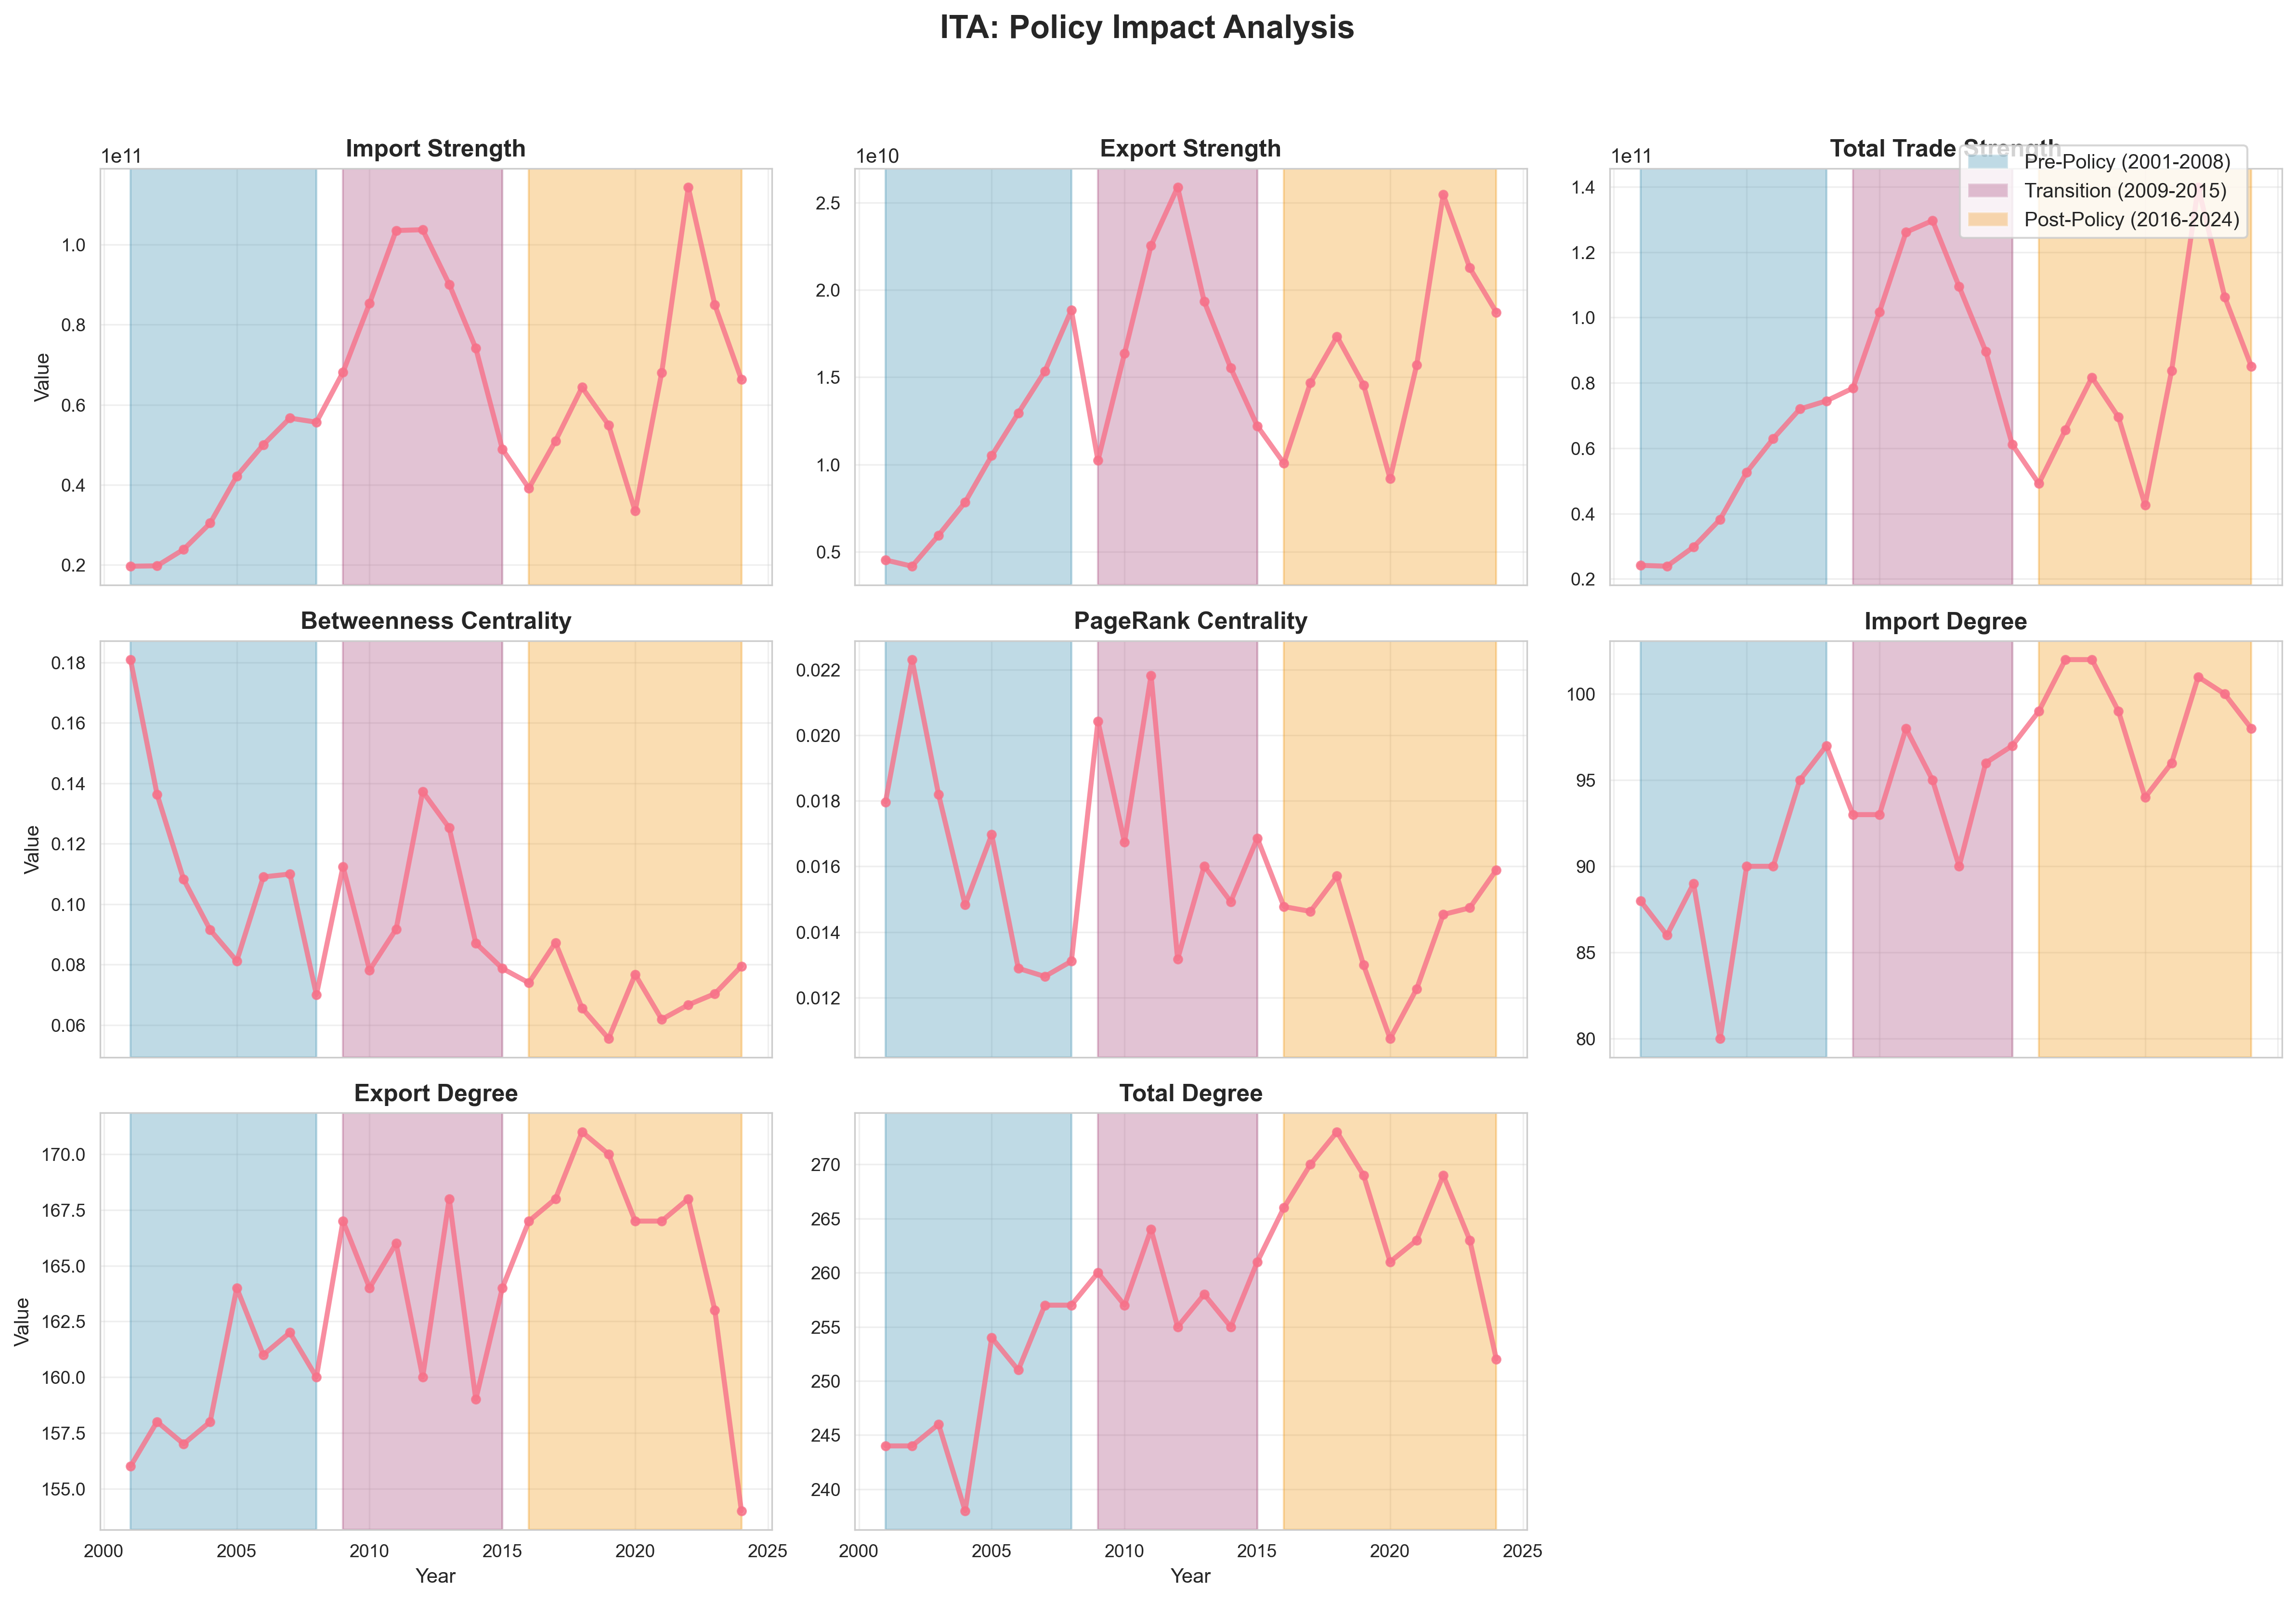 ITA: Policy Impact Analysis
Import Strength
1e11
1.0
0.8
0.6
0.4
0.2
Value
Export Strength
1e10
2.5
2.0
1.5
1.0
0.5
Total Trade Strength
1e11
1.4
1.2
1.0
0.8
0.6
0.4
0.2
Pre-Policy (2001-2008)
Transition (2009-2015)
Post-Policy (2016-2024)
Betweenness Centrality
0.18
0.16
0.14
0.12
0.10
0.08
0.06
Value
PageRank Centrality
0.022
0.020
0.018
0.016
0.014
0.012
Import Degree
100
95
90
85
80
Export Degree
170.0
167.5
165.0
162.5
160.0
157.5
155.0
Value
2000 2005 2010 2015 2020 2025
Year
Total Degree
270
265
260
255
250
245
240
2000 2005 2010 2015 2020 2025
Year